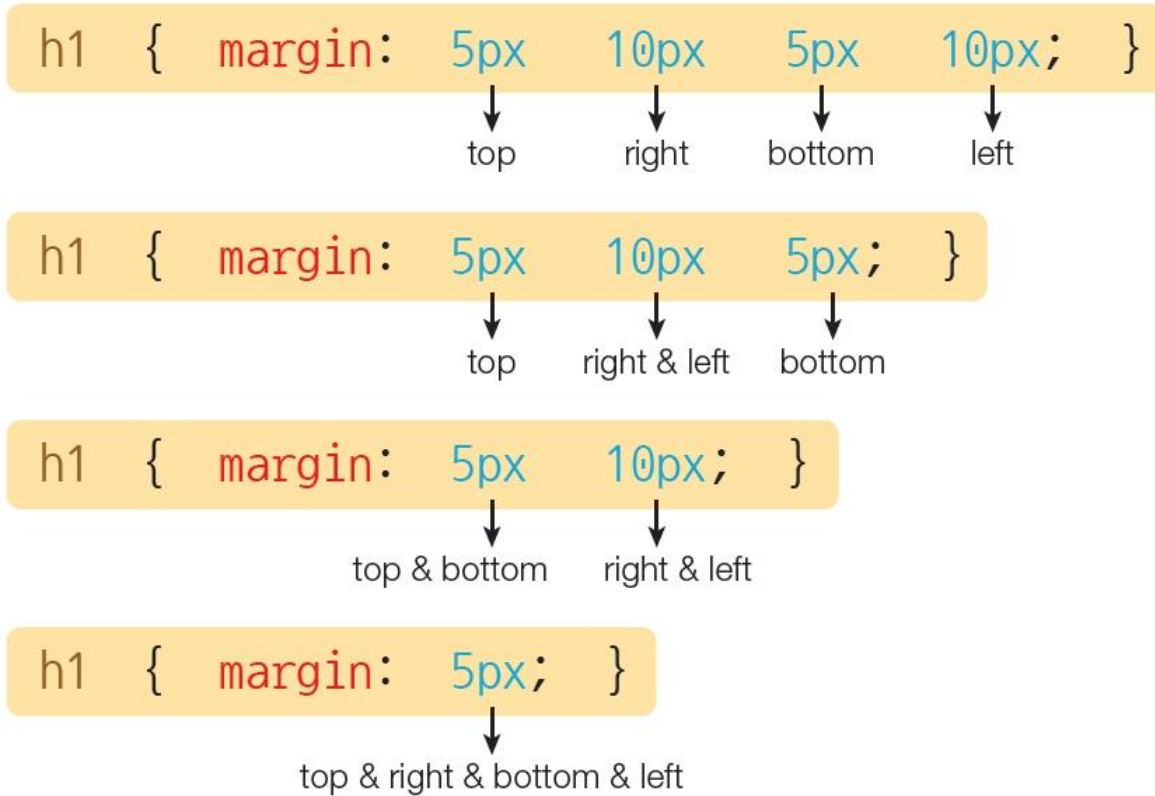 h1 { margin: 5px 10px 5px 10px; }
top right bottom left
h1 { margin: 5px 10px 5px; }
top right & left bottom
h1 { margin: 5px 10px; }
top & bottom right & left
h1 { margin: 5px; }
top & right & bottom & left